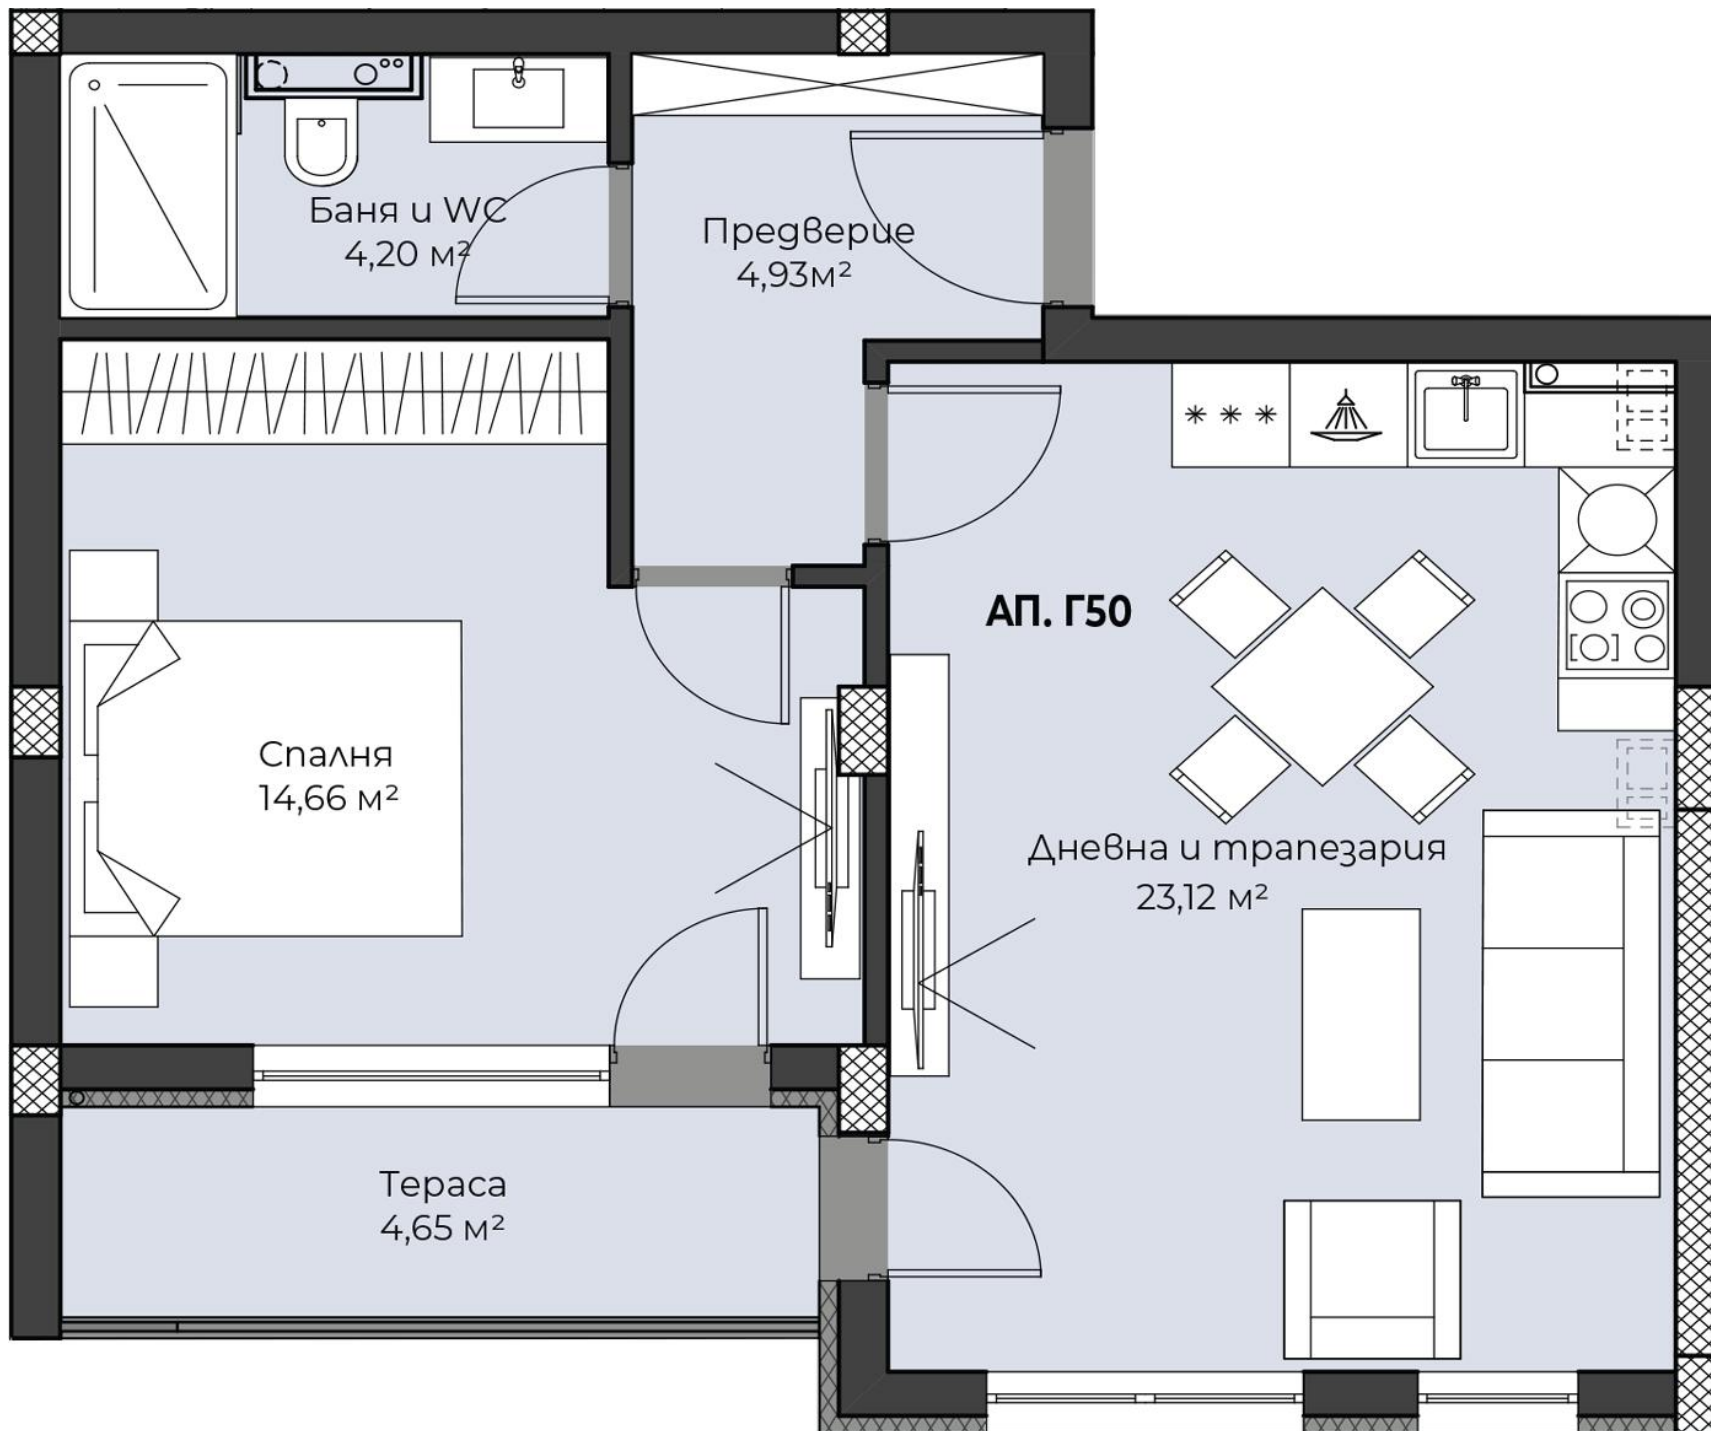 Баня и WC
4,20 м²
Предверие
4,93м²
АП. Г50
Спалня
14,66 м²
Дневна и трапезария
23,12 м²
Тераса
4,65 м²